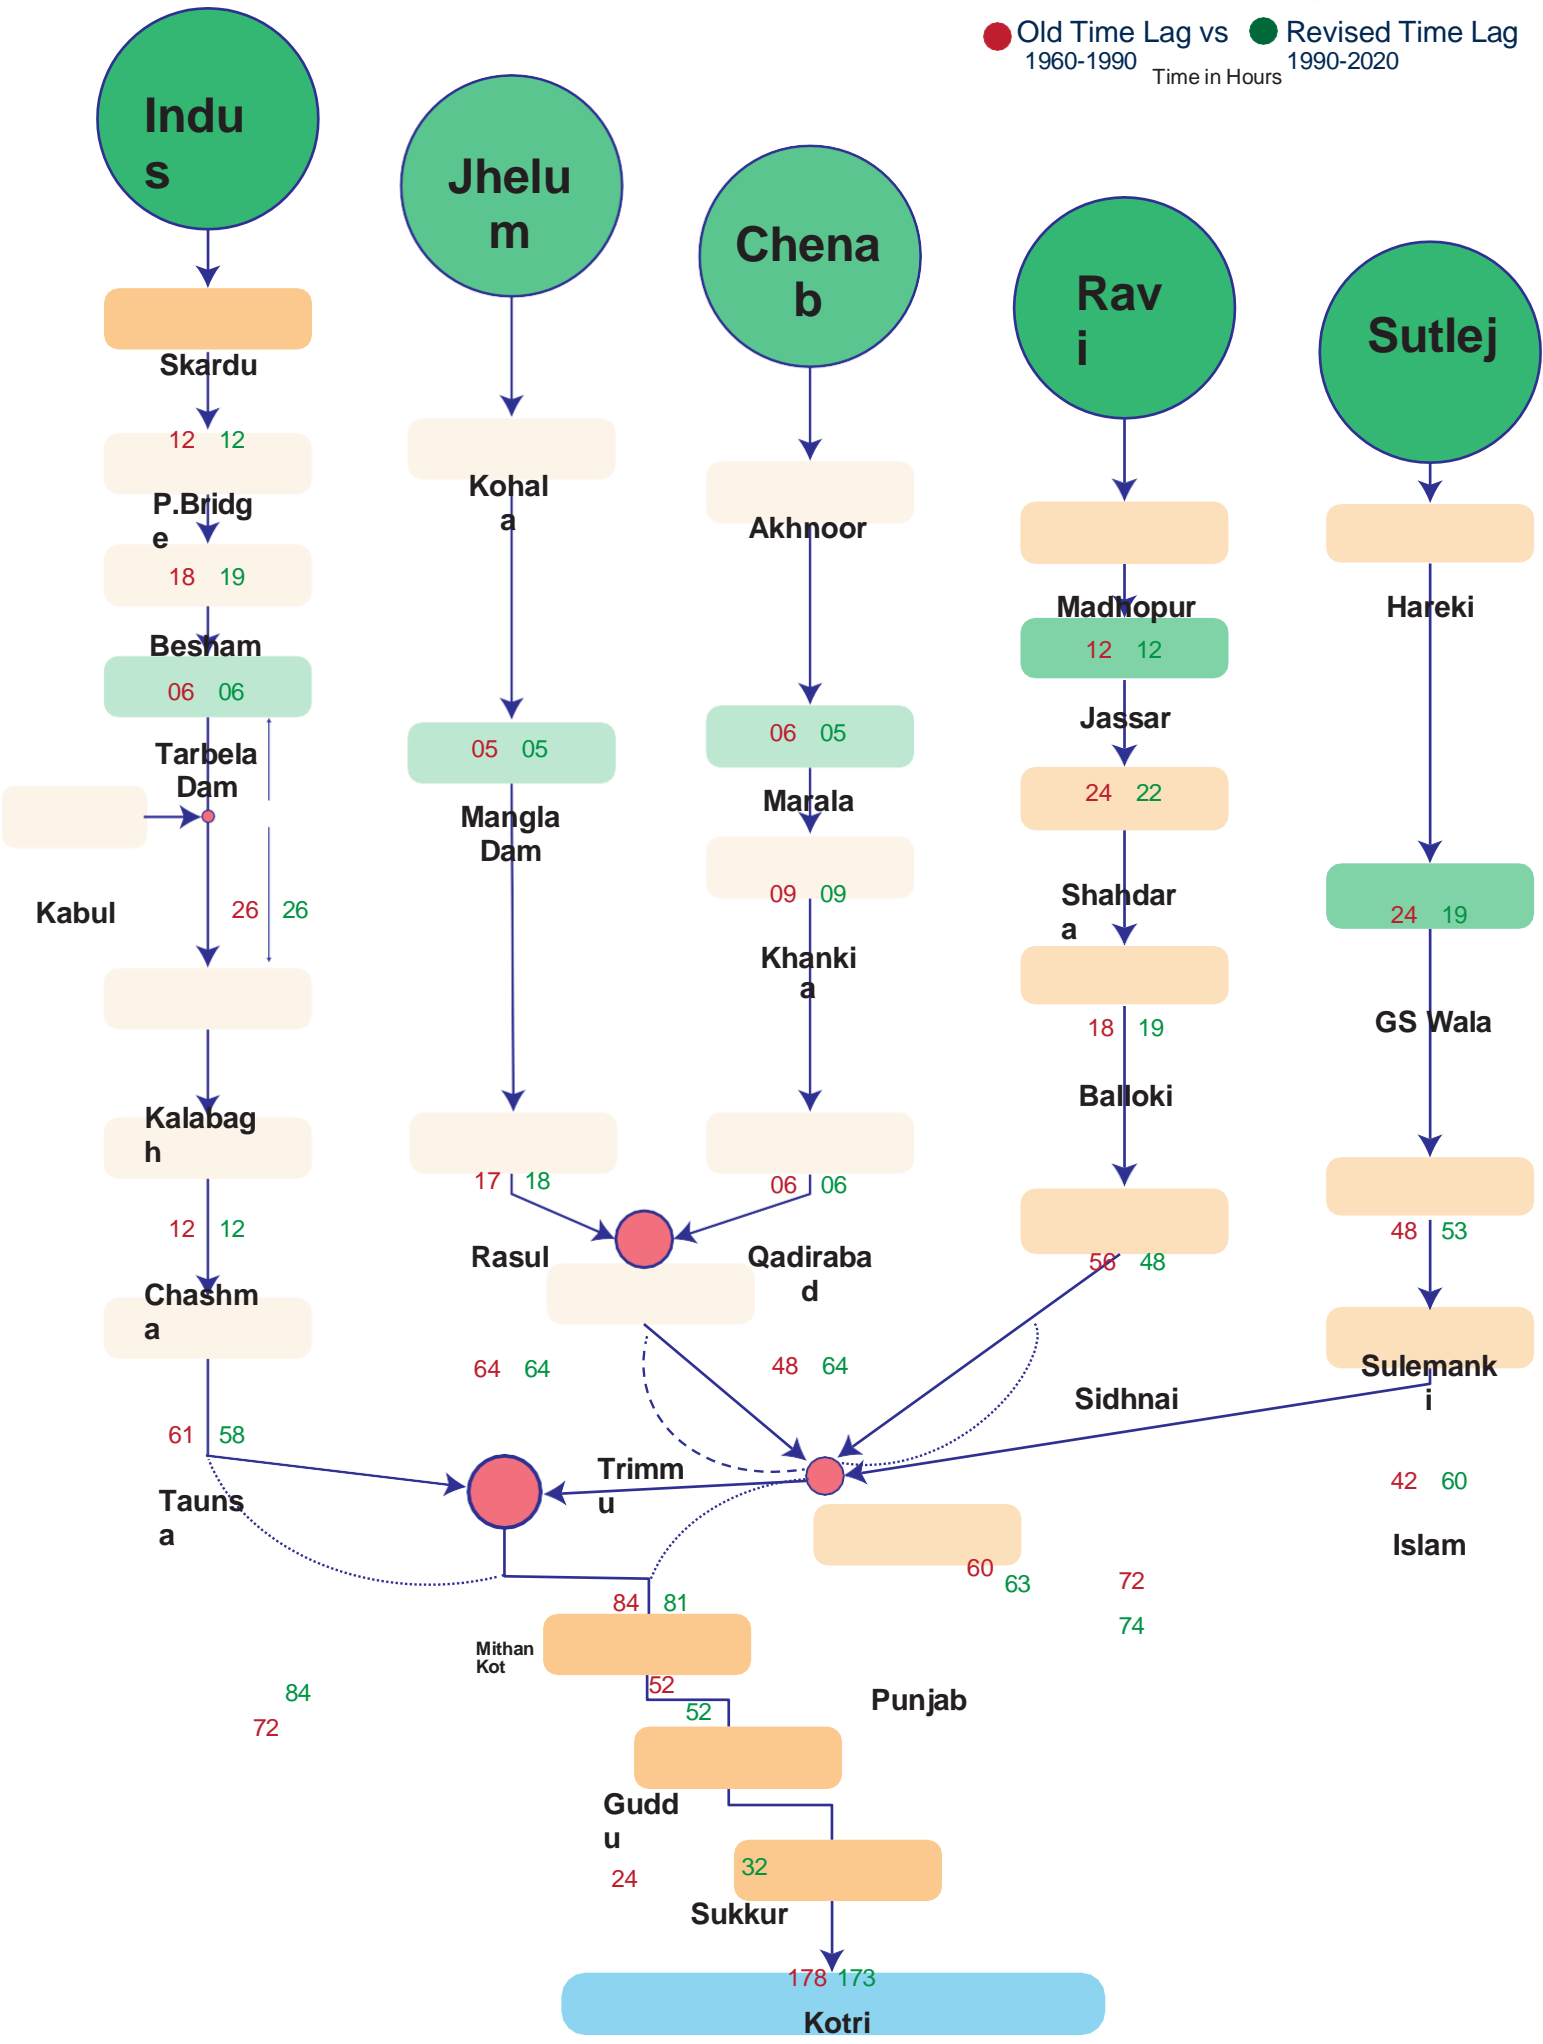 Old Time Lag vs
1960-1990
Revised Time Lag
1990-2020
Time in Hours
Indu
s
Jhelu
m
Chena
b
Rav
i
Sutlej
Skardu
12 12
P.Bridg
e
18 19
Besham
06 06
Tarbela
Dam
Kabul
26 26
Kalabag
h
12 12
Chashm
a
61 58
Tauns
a
84
72
Kohal
a
05 05
Mangla
Dam
17 18
Rasul
64 64
Akhnoor
06 05
Marala
09 09
Khanki
a
06 06
Qadiraba
d
48 64
Trimm
u
Madhopur
12 12
Jassar
24 22
Shahdar
a
18 19
Balloki
56 48
Sidhnai
Hareki
24 19
GS Wala
48 53
Sulemanki
i
42 60
Islam
60
63
72
74
Punjab
84 81
Mithan
Kot
52
52
Gudd
u
24
32
Sukkur
178 173
Kotri